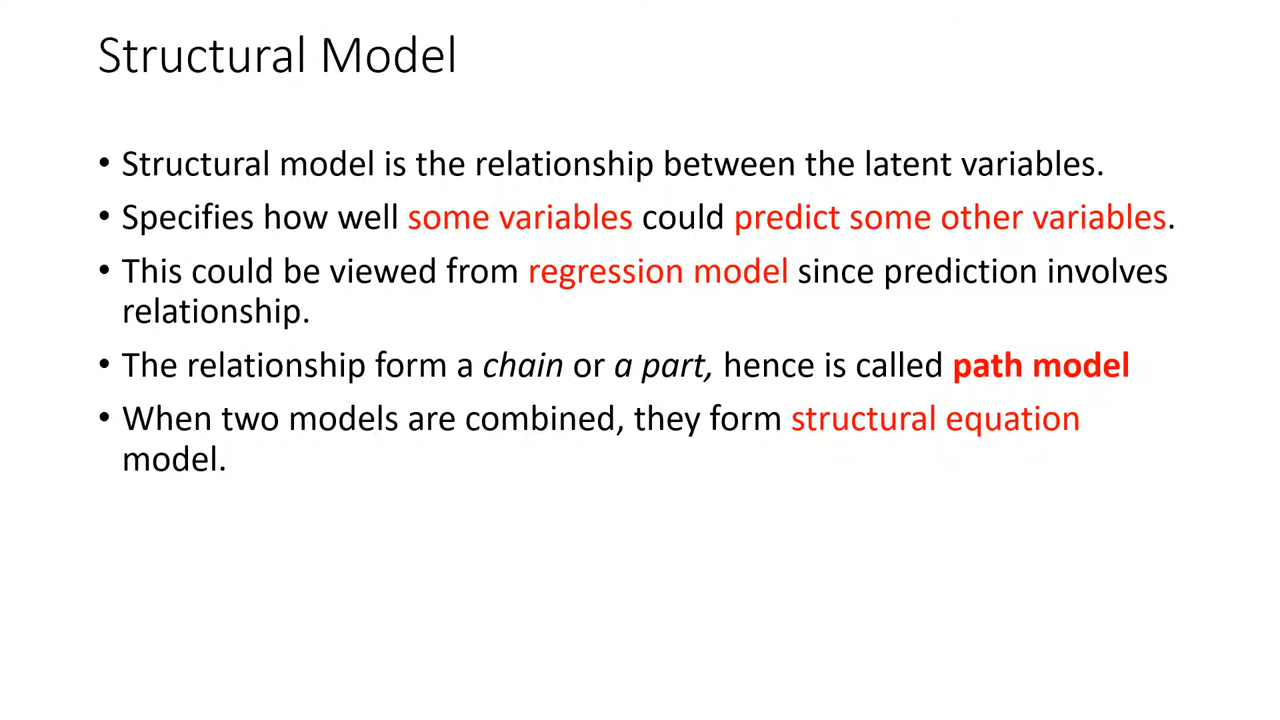 Structural Model
• Structural model is the relationship between the latent variables.
• Specifies how well some variables could predict some other variables.
• This could be viewed from regression model since prediction involves
relationship.
• The relationship form a chain or a part, hence is called path model
• When two models are combined, they form structural equation
model.